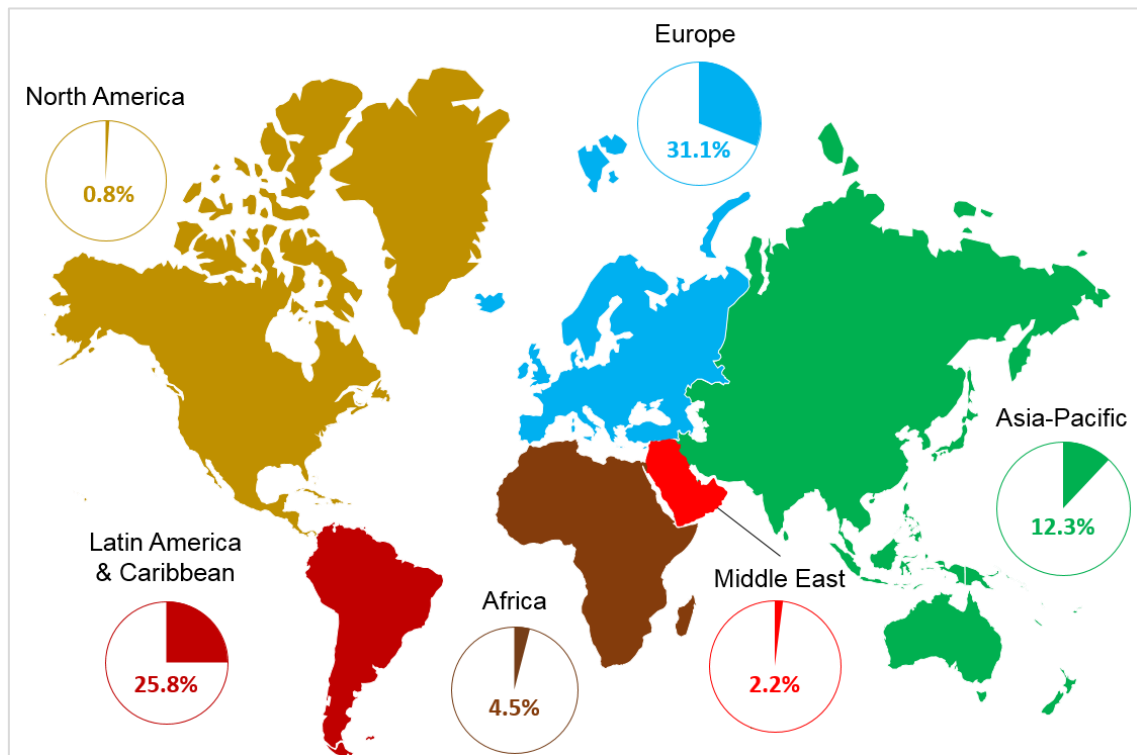 Europe
31.1%
North America
0.8%
Asia-Pacific
12.3%
Latin America
& Caribbean
25.8%
Africa
4.5%
Middle East
2.2%